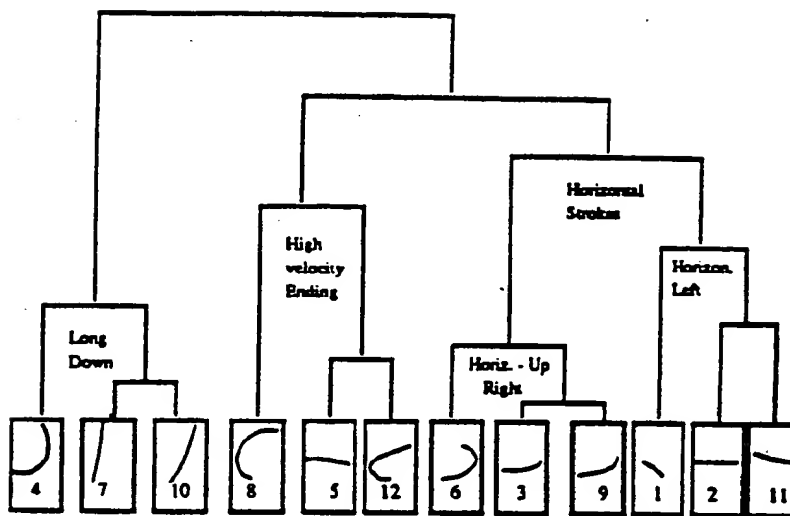 Horizontal
Strokes
High
velocity
Ending
Horizon.
Left
Long
Down
Horiz. - Up
Right
4 7 10 8 5 12 6 3 9 1 2 11